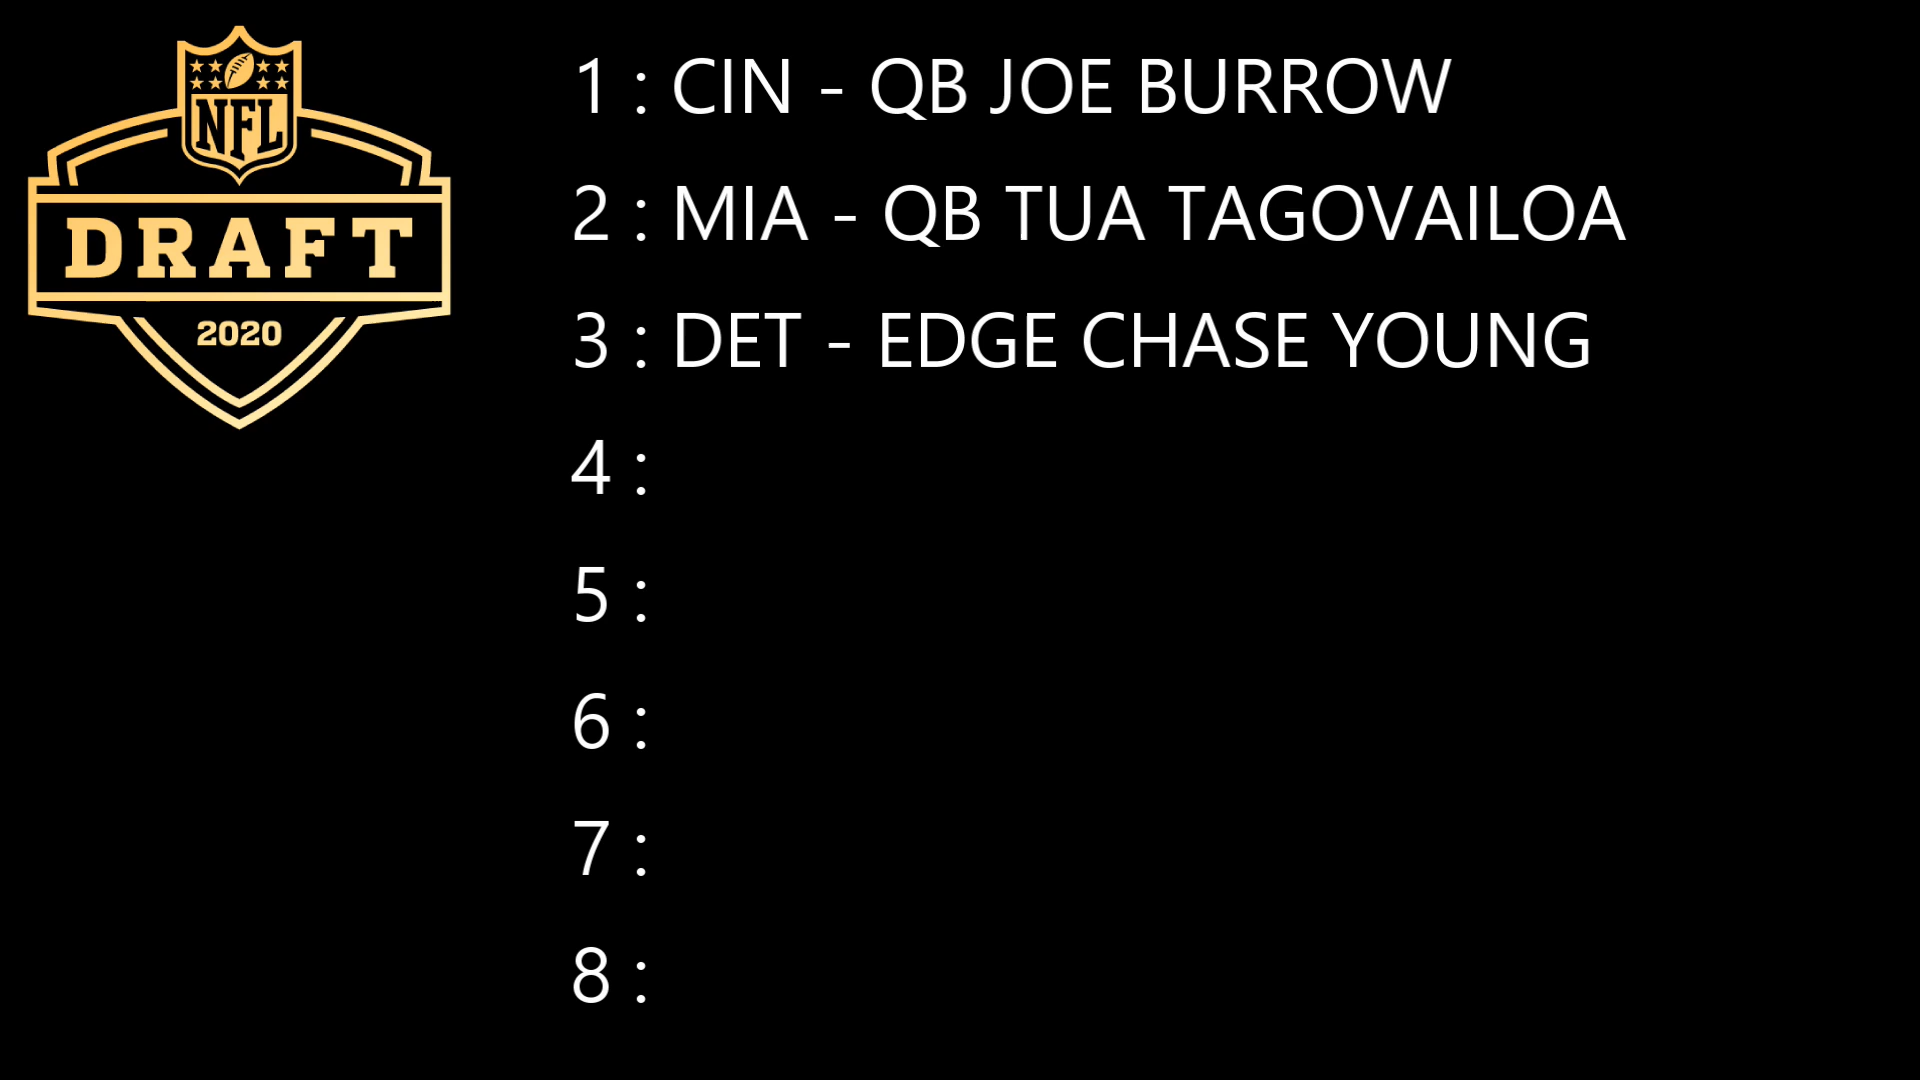 NFL
DRAFT
2020
1 : CIN - QB JOE BURROW
2 : MIA - QB TUA TAGOVAILOA
3 : DET - EDGE CHASE YOUNG
4 :
5 :
6 :
7 :
8 :